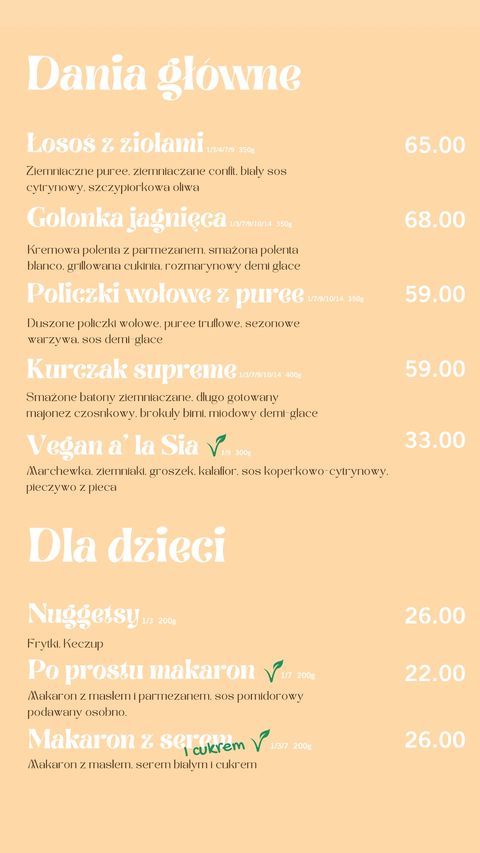 Dania główne
Łosoś z ziołami 1/3/4/7/9 350g 65.00
Ziemniaczne puree, ziemniaczane confit, biały sos
cytrynowy, szczypiorkowa oliwa
Golonka jagnięca 1/3/7/9/10/14 350g 68.00
Kremowa polenta z parmezanem, smażona polenta
blanco, grillowana cukinia, rozmarynowy demi glace
Policzki wołowe z puree 1/7/9/10/14 350g 59.00
Duszone policzki wołowe, puree truflowe, sezonowe
warzywa, sos demi-glace
Kurczak supreme 1/3/7/9/10/14 400g 59.00
Smażone batony ziemniaczane, długo gotowany
majonez czosnkowy, brokuły bimi, miodowy demi-glace
Vegan a' la Sia 1/9 300g 33.00
Marchewka, ziemniaki, groszek, kalafior, sos koperkowo-cytrynowy,
pieczywo z pieca
Dla dzieci
Nuggetsy 1/3 200g 26.00
Frytki, Keczup
Po prostu makaron 1/7 200g 22.00
Makaron z masłem i parmezanem, sos pomidorowy
podawany osobno.
Makaron z serem i cukrem 1/3/7 200g 26.00
Makaron z masłem, serem białym i cukrem